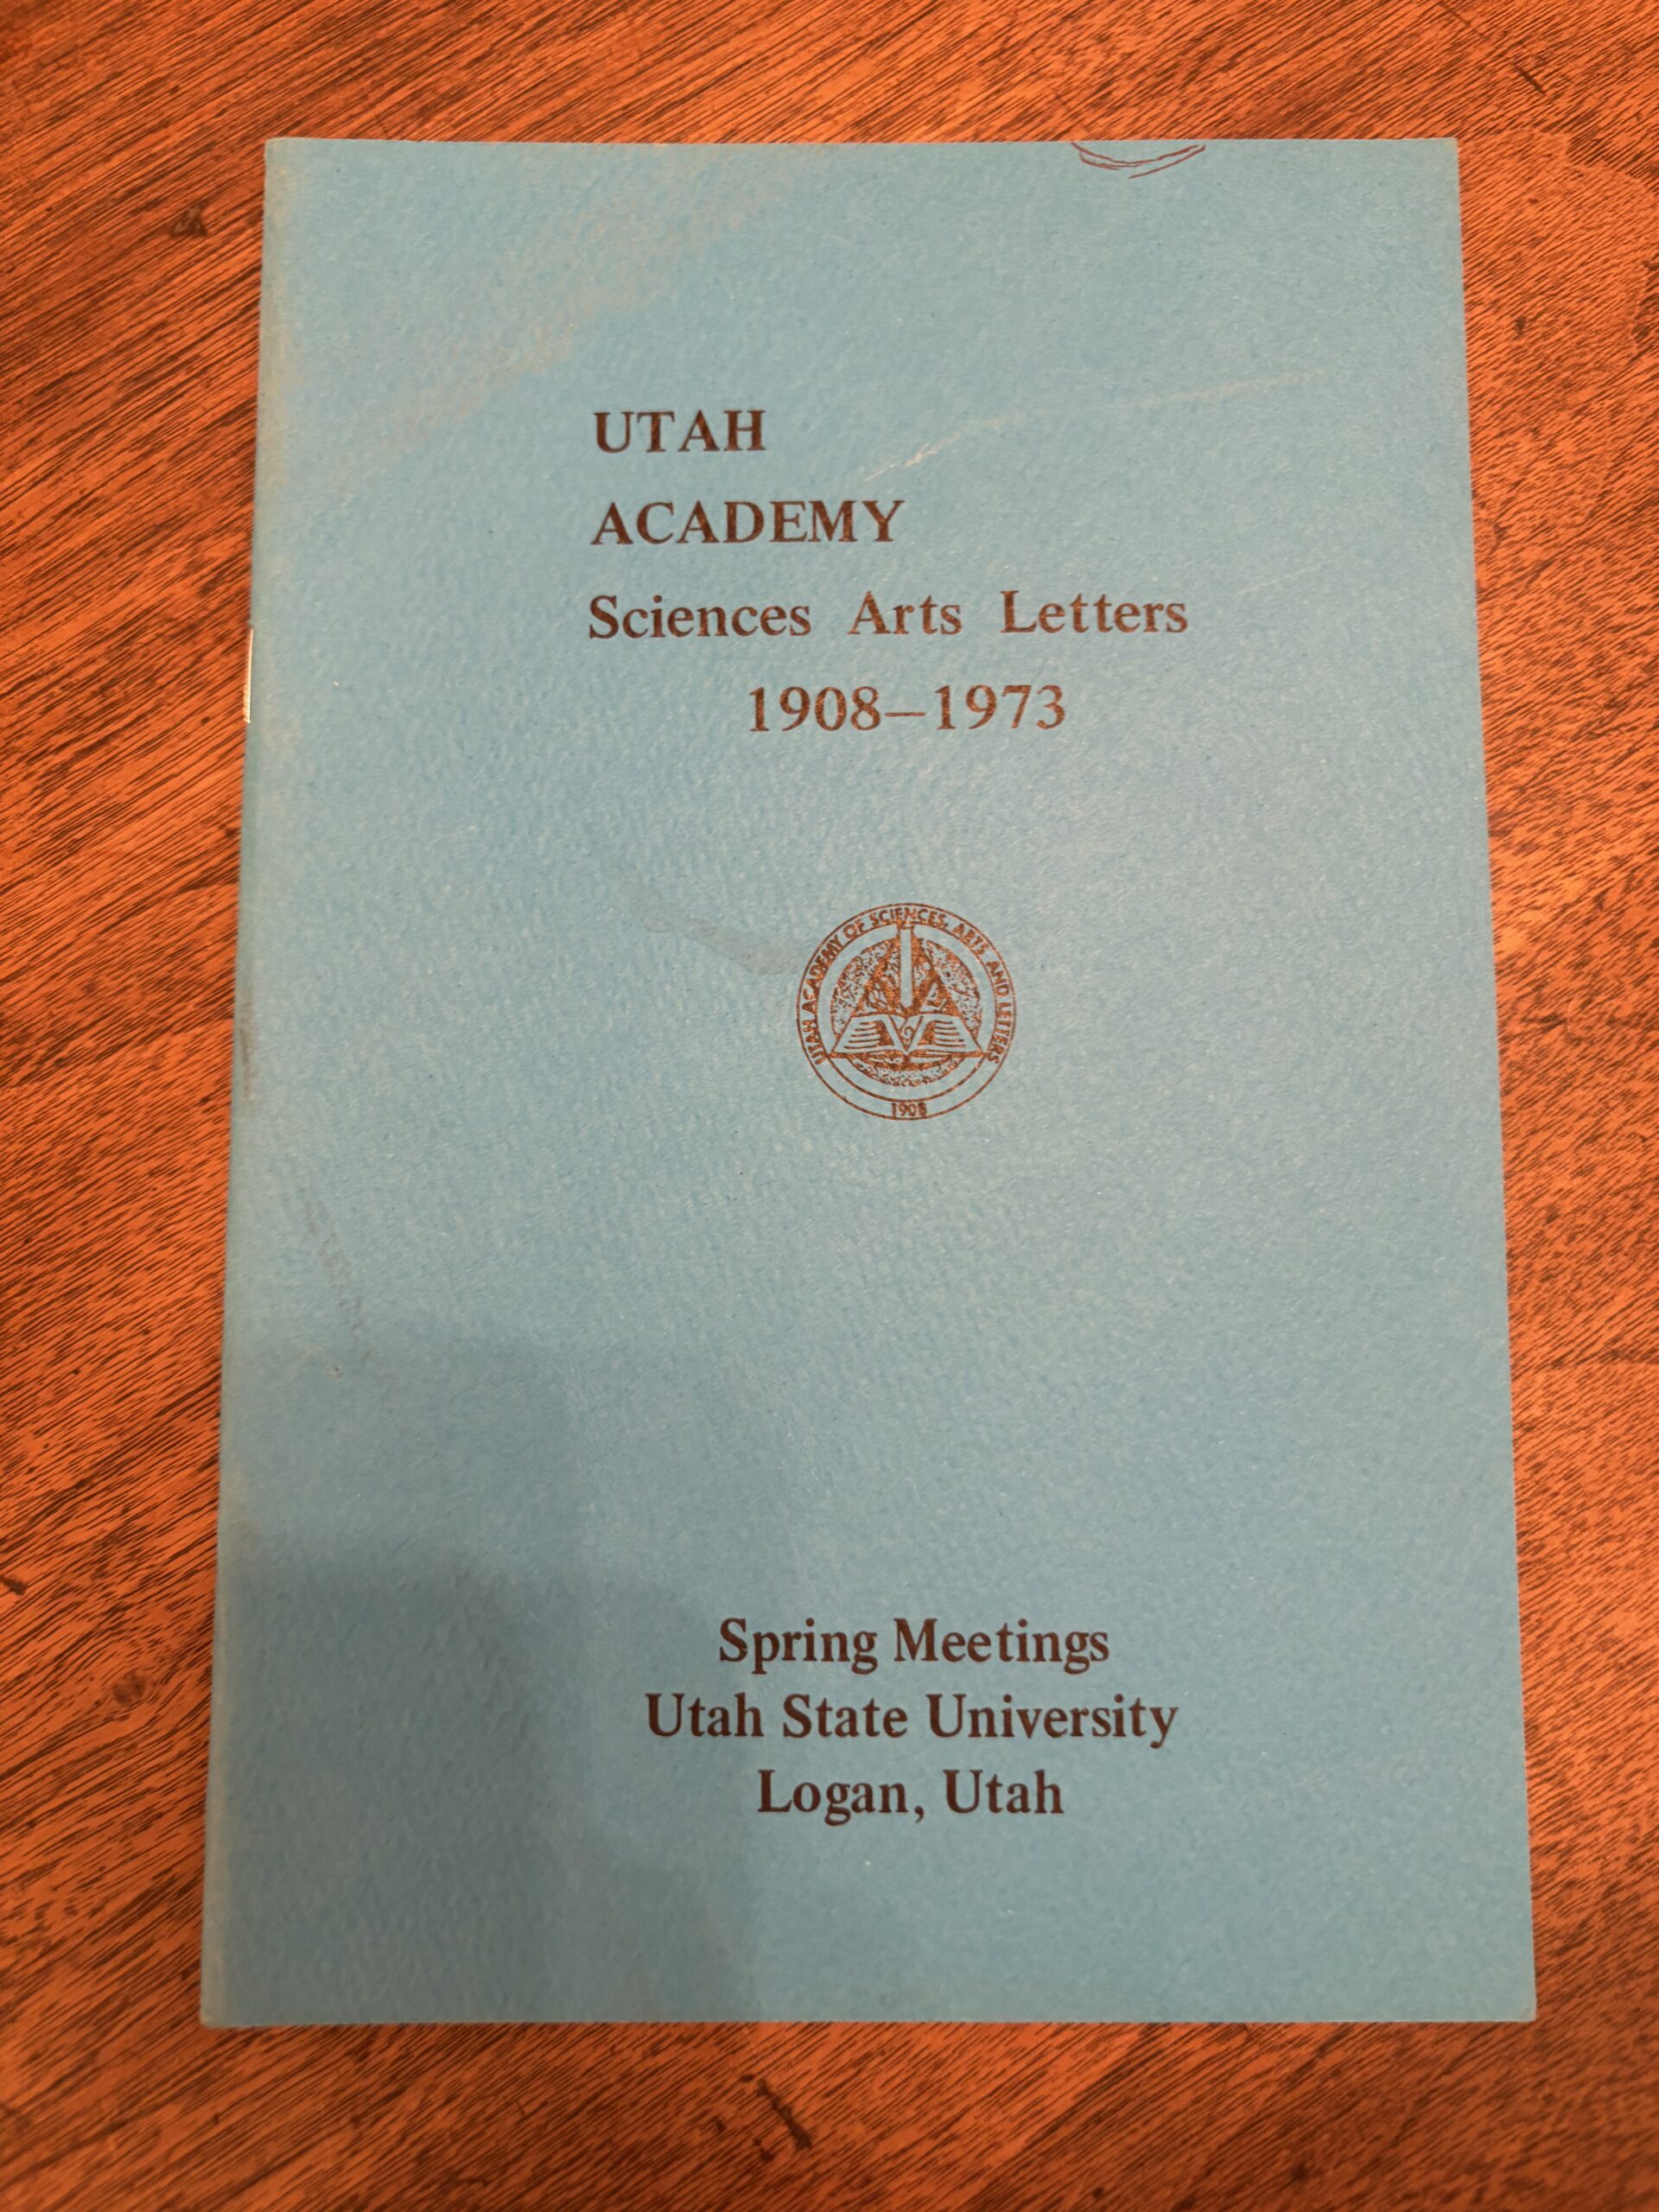 UTAH
ACADEMY
Sciences Arts Letters
1908–1973
UTAH ACADEMY OF SCIENCES, ARTS AND LETTERS
1908
Spring Meetings
Utah State University
Logan, Utah